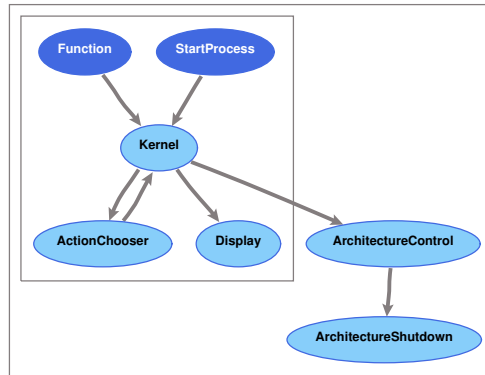 Function
StartProcess
Kernel
ActionChooser
Display
ArchitectureControl
ArchitectureShutdown